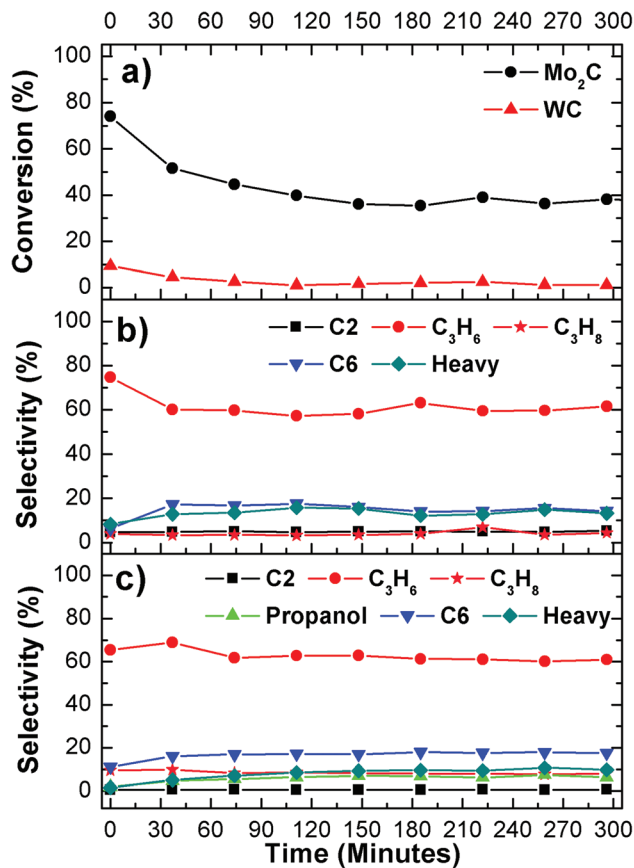 0 30 60 90 120 150 180 210 240 270 300
a)
Mo₂C
WC
Conversion (%)
100
80
60
40
20
0
b)
C2 C₃H₆ C₃H₈
C6 Heavy
Selectivity (%)
100
80
60
40
20
0
c)
C2 C₃H₆ C₃H₈
Propanol C6 Heavy
Selectivity (%)
100
80
60
40
20
0
0 30 60 90 120 150 180 210 240 270 300
Time (Minutes)